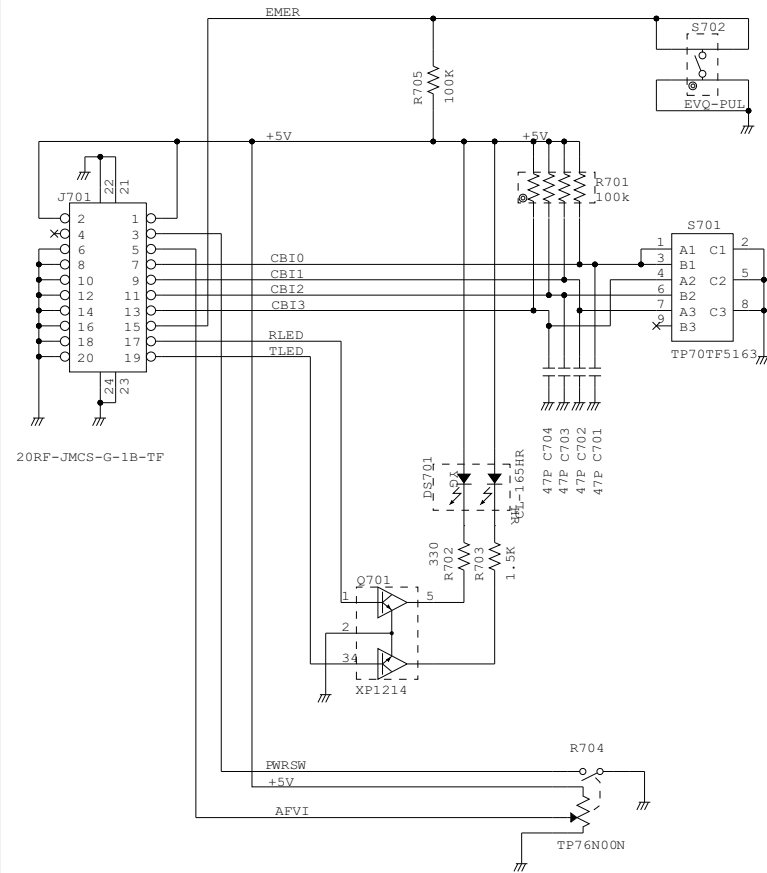 EMER
S702
R705
100K
EVQ-PUL
+5V
+5V
22
21
J701
R701
100k
S701
2
1
4
3
6
5
8
7
10
9
12
11
14
13
16
15
18
17
20
19
24
23
CBI0
CBI1
CBI2
CBI3
RLED
TLED
1 A1 C1 2
3 B1
4 A2 C2 5
6 B2
7 A3 C3 8
9 B3
TP70TF5163
20RF-JMCS-G-1B-TF
47P C704
47P C703
47P C702
47P C701
DS701
YG
HR
CL-165HR
330
R702
R703
1.5K
Q701
1
5
2
34
XP1214
R704
PWRSW
+5V
AFVI
TP76N00N